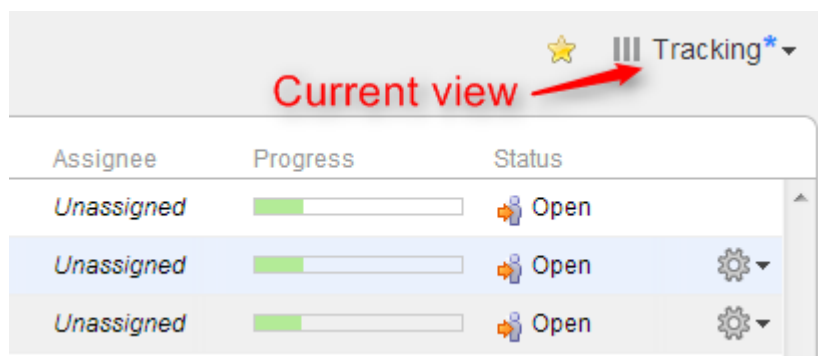 Tracking*
Current view
Assignee Progress Status
Unassigned Open
Unassigned Open
Unassigned Open